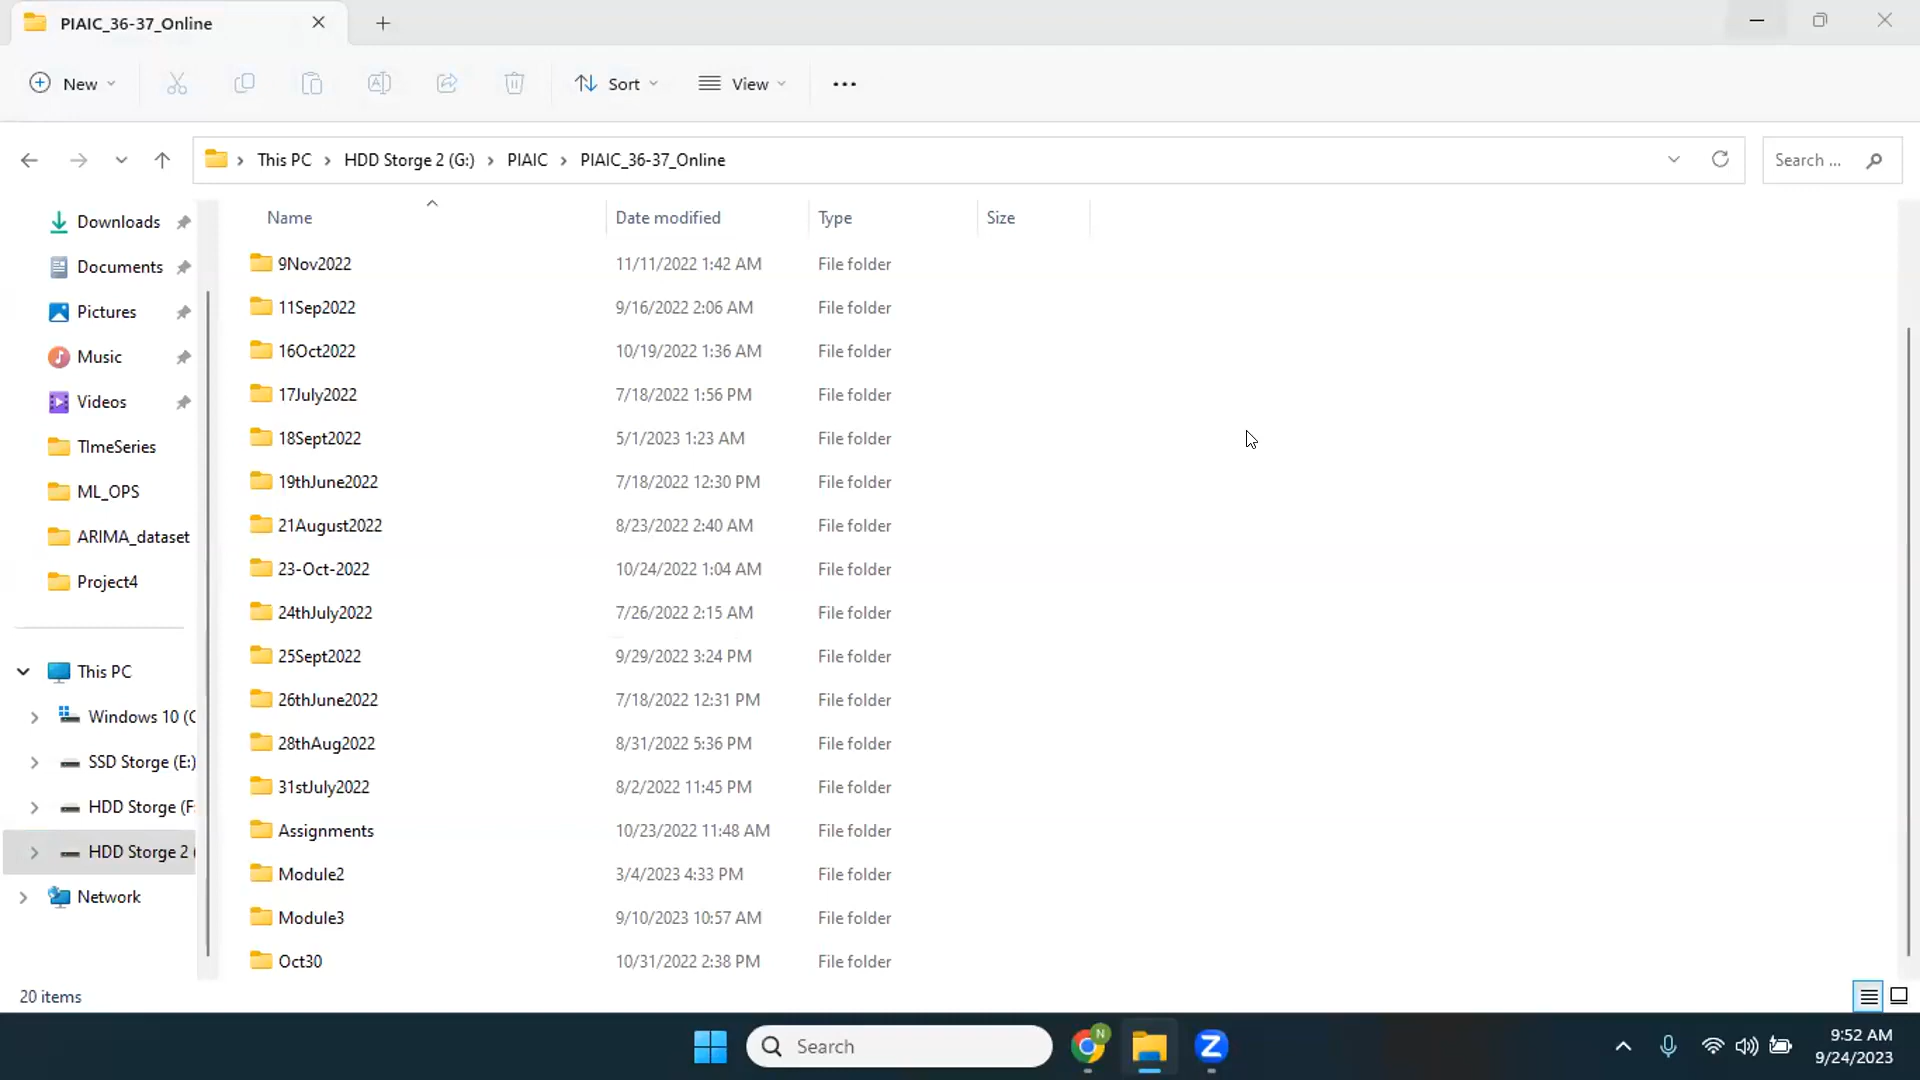 PIAIC_36-37_Online
New
Sort
View
This PC > HDD Storge 2 (G:) > PIAIC > PIAIC_36-37_Online
Search ...
Downloads
Documents
Pictures
Music
Videos
TImeSeries
ML_OPS
ARIMA_dataset
Project4
This PC
Windows 10 (C
SSD Storge (E:)
HDD Storge (F
HDD Storge 2 (
Network
Name Date modified Type Size
9Nov2022 11/11/2022 1:42 AM File folder
11Sep2022 9/16/2022 2:06 AM File folder
16Oct2022 10/19/2022 1:36 AM File folder
17July2022 7/18/2022 1:56 PM File folder
18Sept2022 5/1/2023 1:23 AM File folder
19thJune2022 7/18/2022 12:30 PM File folder
21August2022 8/23/2022 2:40 AM File folder
23-Oct-2022 10/24/2022 1:04 AM File folder
24thJuly2022 7/26/2022 2:15 AM File folder
25Sept2022 9/29/2022 3:24 PM File folder
26thJune2022 7/18/2022 12:31 PM File folder
28thAug2022 8/31/2022 5:36 PM File folder
31stJuly2022 8/2/2022 11:45 PM File folder
Assignments 10/23/2022 11:48 AM File folder
Module2 3/4/2023 4:33 PM File folder
Module3 9/10/2023 10:57 AM File folder
Oct30 10/31/2022 2:38 PM File folder
20 items
Search
N
9:52 AM
9/24/2023